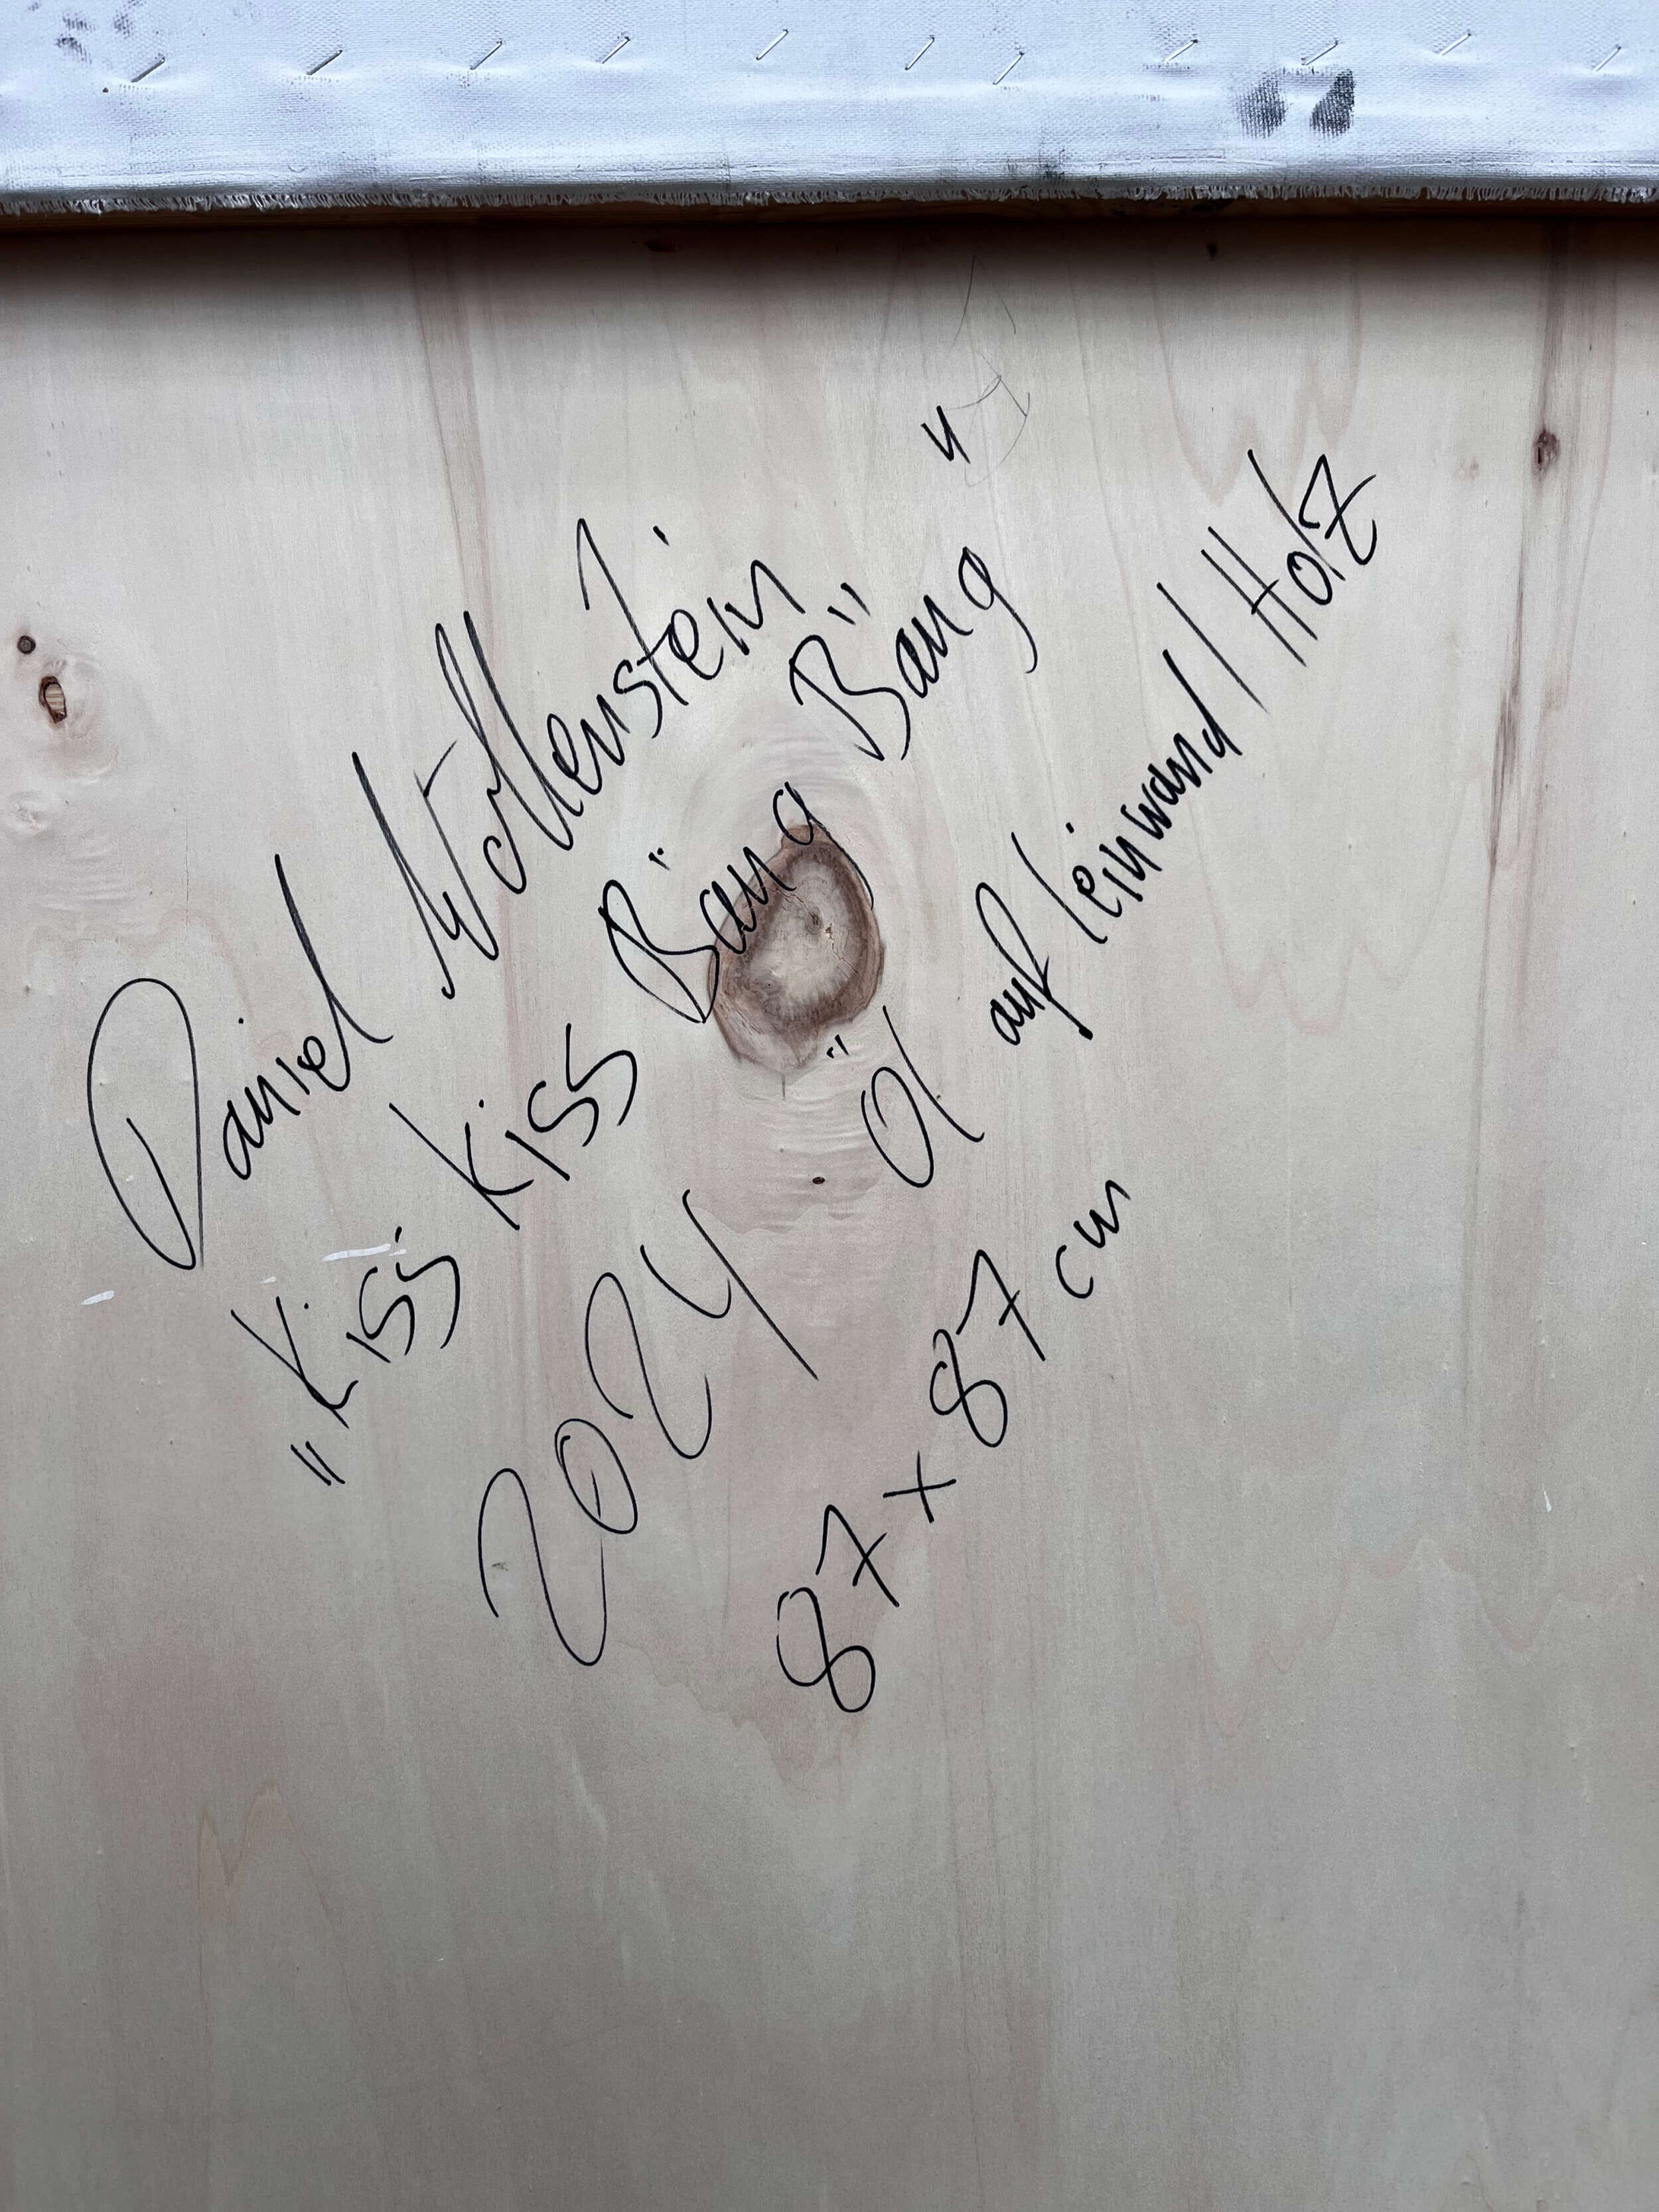 Daniel Wollenstein
„Kiss Kiss Bäng Bäng"
2024 Öl auf Leinwand / Holz
87 x 87 cm